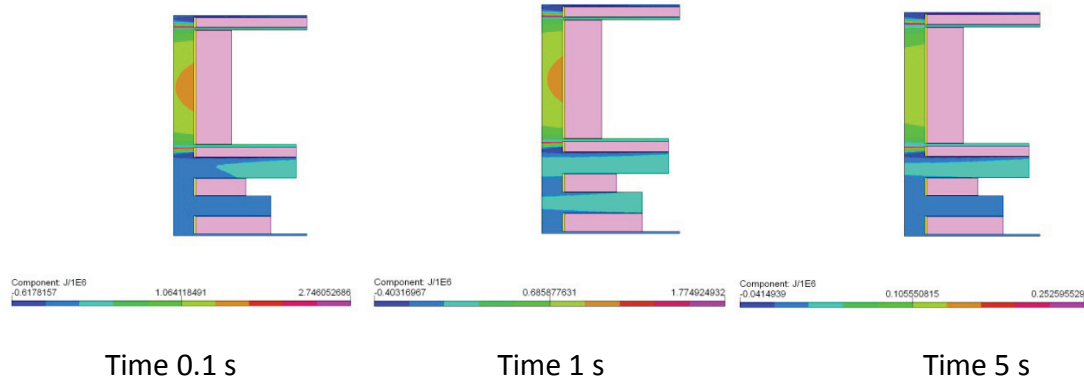 Component: J/1E6
-0.6178157 1.064118491 2.746052686
Component: J/1E6
-0.40316967 0.685877631 1.774924932
Component: J/1E6
-0.0414939 0.105550815 0.252595529
Time 0.1 s
Time 1 s
Time 5 s